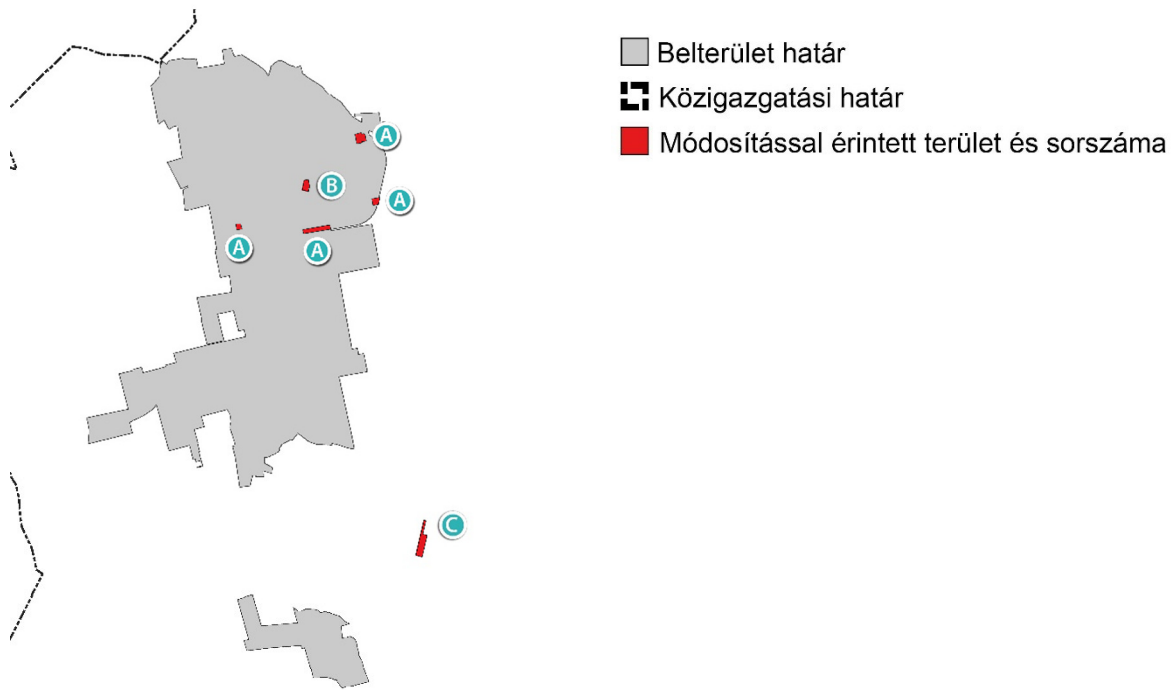 Belterület határ
Közigazgatási határ
Módosítással érintett terület és sorszáma
A
B
A
A
A
C